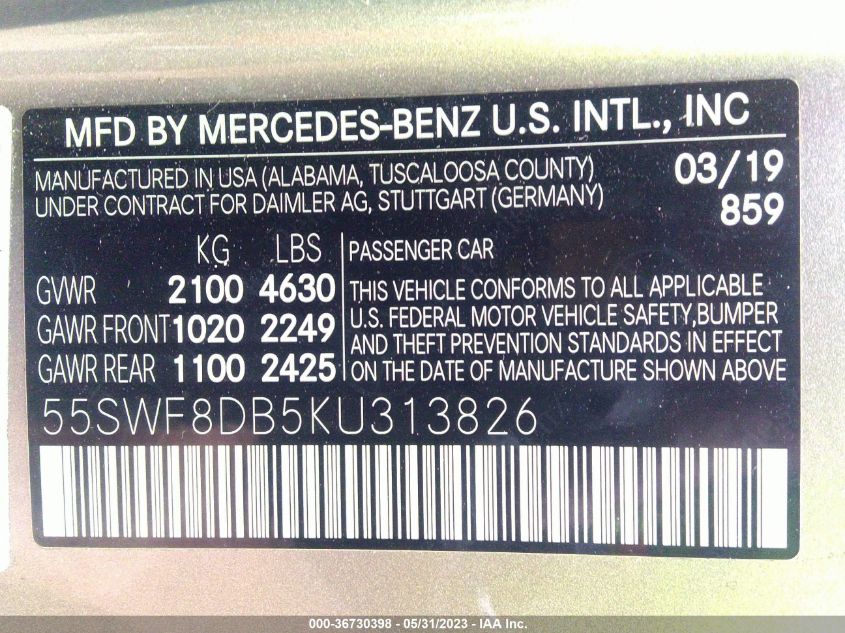 MFD BY MERCEDES-BENZ U.S. INTL., INC
MANUFACTURED IN USA (ALABAMA, TUSCALOOSA COUNTY) 03/19
UNDER CONTRACT FOR DAIMLER AG, STUTTGART (GERMANY) 859
KG LBS PASSENGER CAR
GVWR 2100 4630 THIS VEHICLE CONFORMS TO ALL APPLICABLE
GAWR FRONT 1020 2249 U.S. FEDERAL MOTOR VEHICLE SAFETY,BUMPER
AND THEFT PREVENTION STANDARDS IN EFFECT
GAWR REAR 1100 2425 ON THE DATE OF MANUFACTURE SHOWN ABOVE
55SWF8DB5KU313826
000-36730398 - 05/31/2023 - IAA Inc.